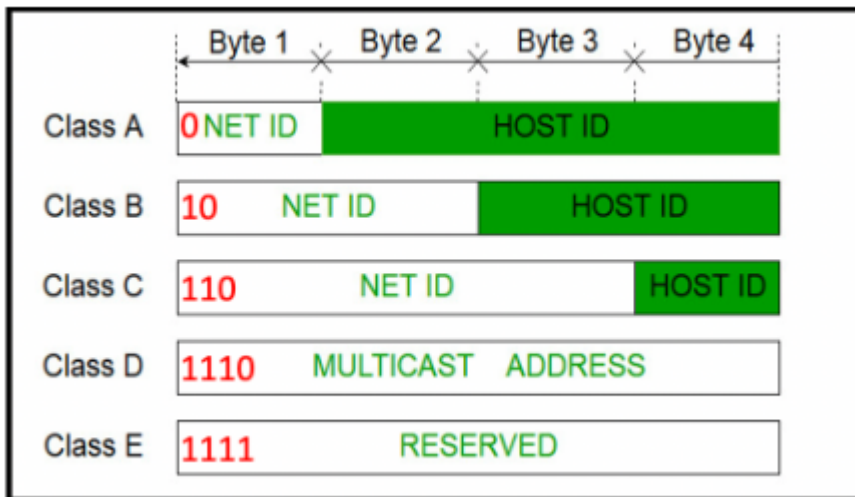 Byte 1 Byte 2 Byte 3 Byte 4
Class A 0 NET ID HOST ID
Class B 10 NET ID HOST ID
Class C 110 NET ID HOST ID
Class D 1110 MULTICAST ADDRESS
Class E 1111 RESERVED